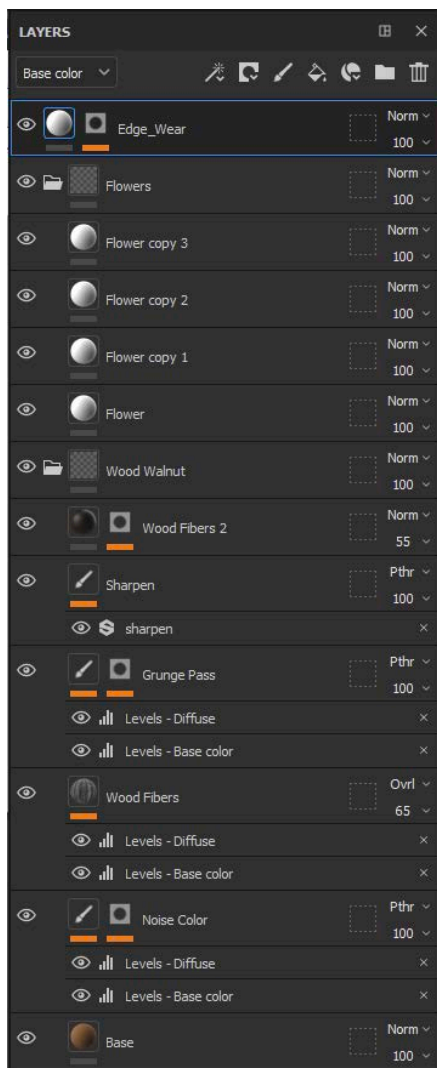 LAYERS
Base color
Norm
Edge_Wear
100
Norm
Flowers
100
Norm
Flower copy 3
100
Norm
Flower copy 2
100
Norm
Flower copy 1
100
Norm
Flower
100
Norm
Wood Walnut
100
Norm
Wood Fibers 2
55
Pthr
Sharpen
100
sharpen
Pthr
Grunge Pass
100
Levels - Diffuse
Levels - Base color
Ovrl
Wood Fibers
65
Levels - Diffuse
Levels - Base color
Pthr
Noise Color
100
Levels - Diffuse
Levels - Base color
Norm
Base
100